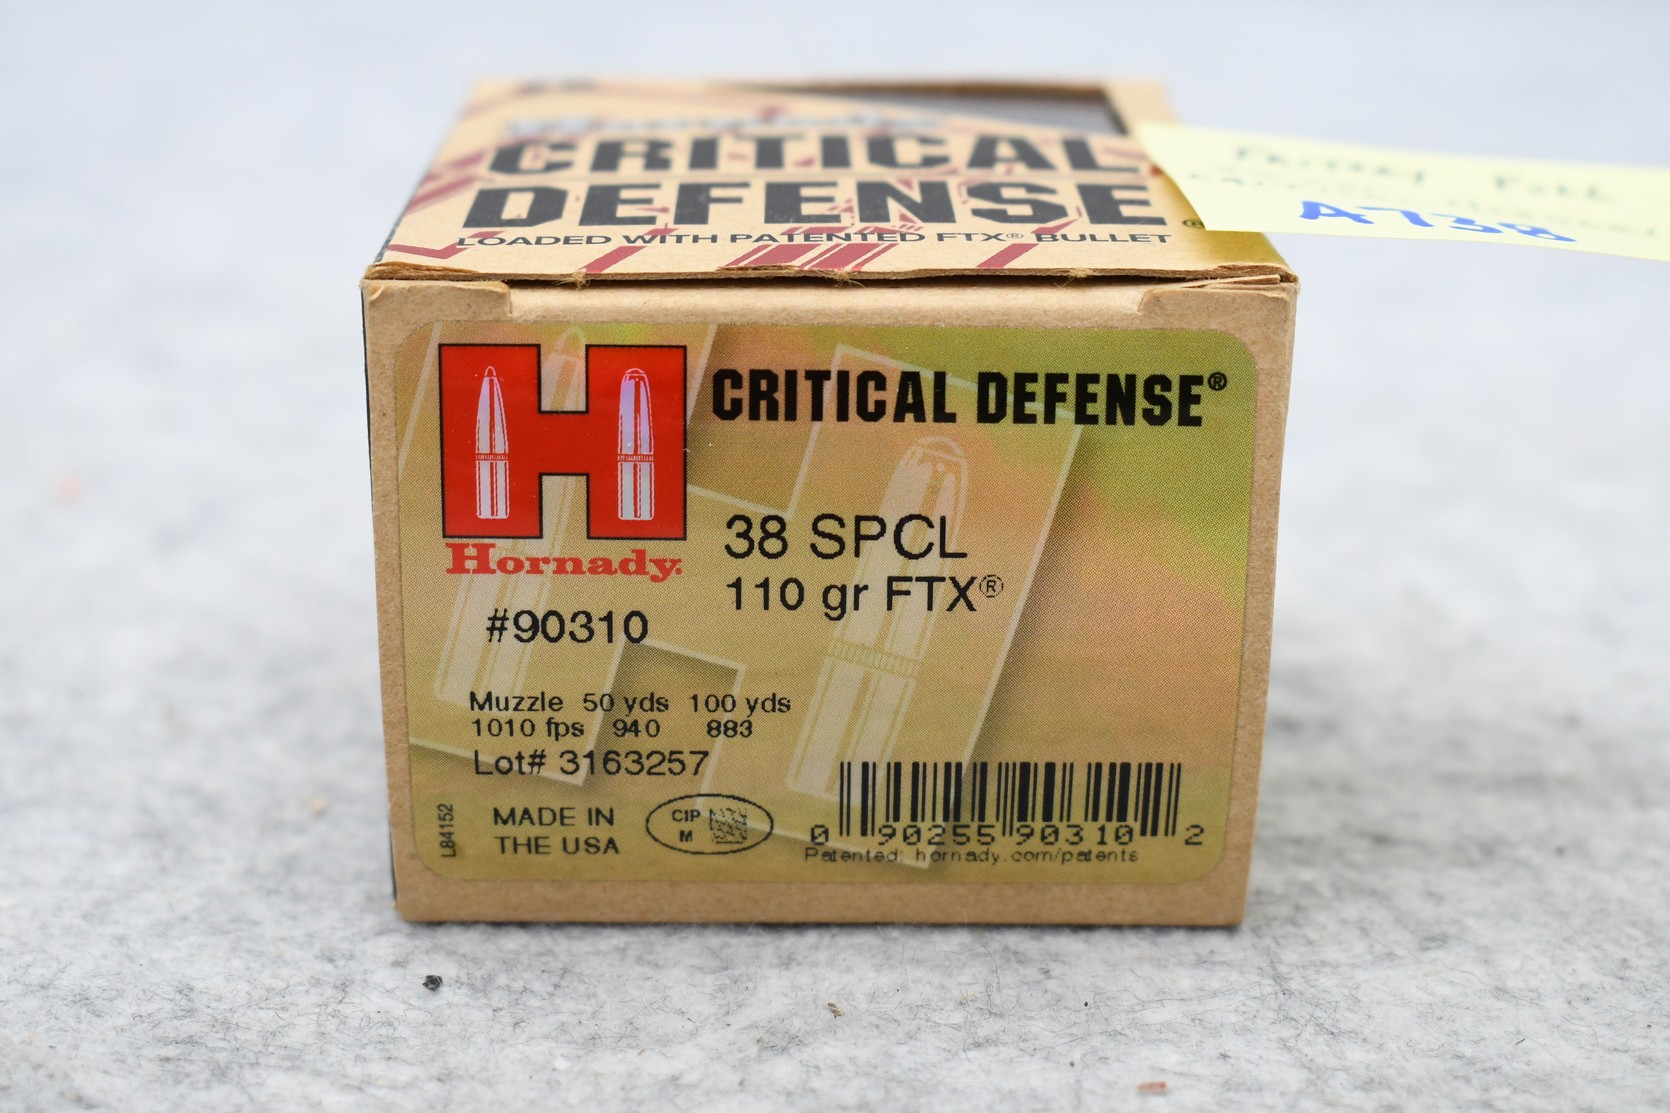 CRITICAL
DEFENSE
LOADED WITH PATENTED FTX® BULLET
A738
CRITICAL DEFENSE®
Hornady
38 SPCL
110 gr FTX®
#90310
Muzzle 50 yds 100 yds
1010 fps 940 883
Lot# 3163257
L84152
MADE IN
THE USA
CIP
M
0 90255 90310 2
Patented: hornady.com/patents